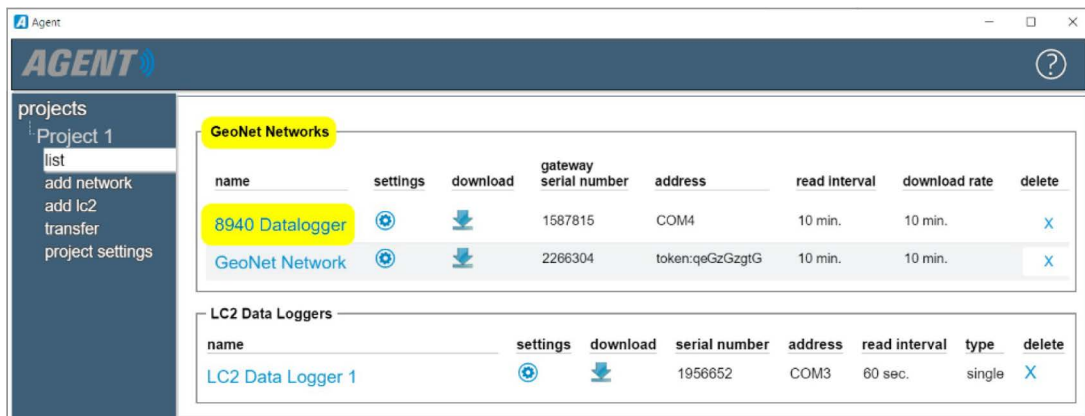 Agent
AGENT
?
projects
Project 1
list
add network
add lc2
transfer
project settings
GeoNet Networks
name settings download gateway serial number address read interval download rate delete
8940 Datalogger 1587815 COM4 10 min. 10 min. X
GeoNet Network 2266304 token:qeGzGzgtG 10 min. 10 min. X
LC2 Data Loggers
name settings download serial number address read interval type delete
LC2 Data Logger 1 1956652 COM3 60 sec. single X